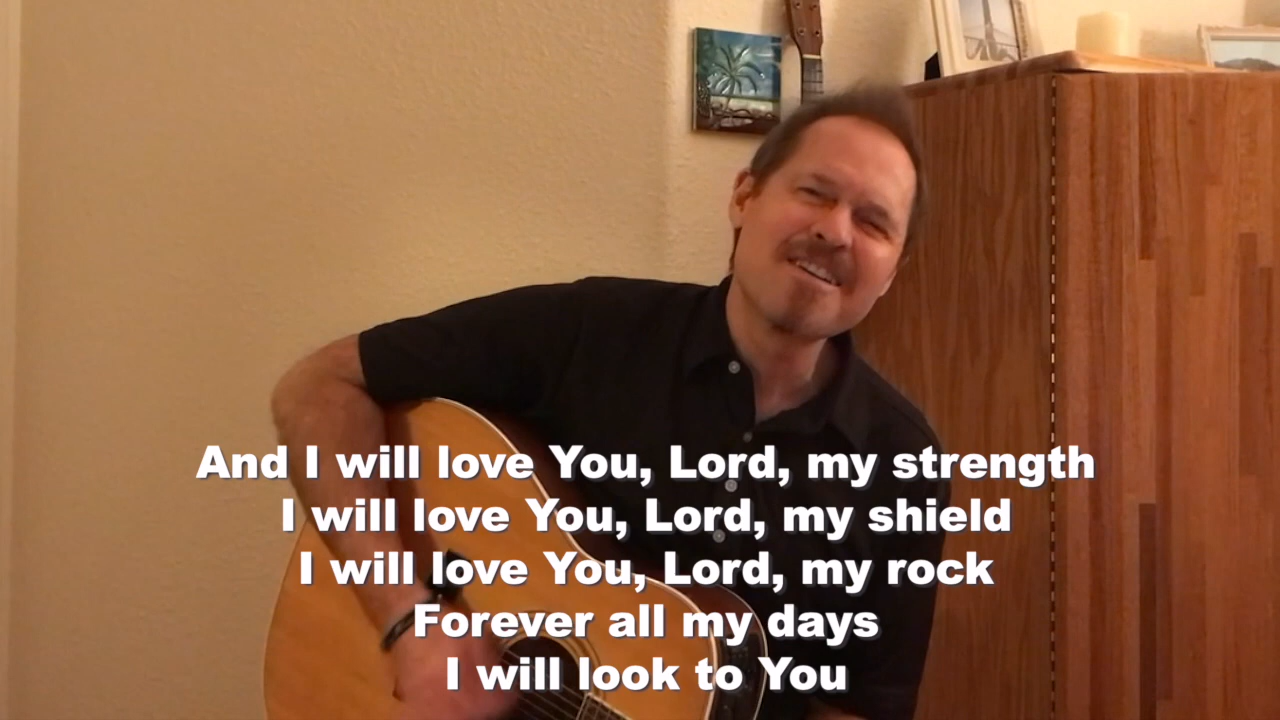 And I will love You, Lord, my strength
I will love You, Lord, my shield
I will love You, Lord, my rock
Forever all my days
I will look to You